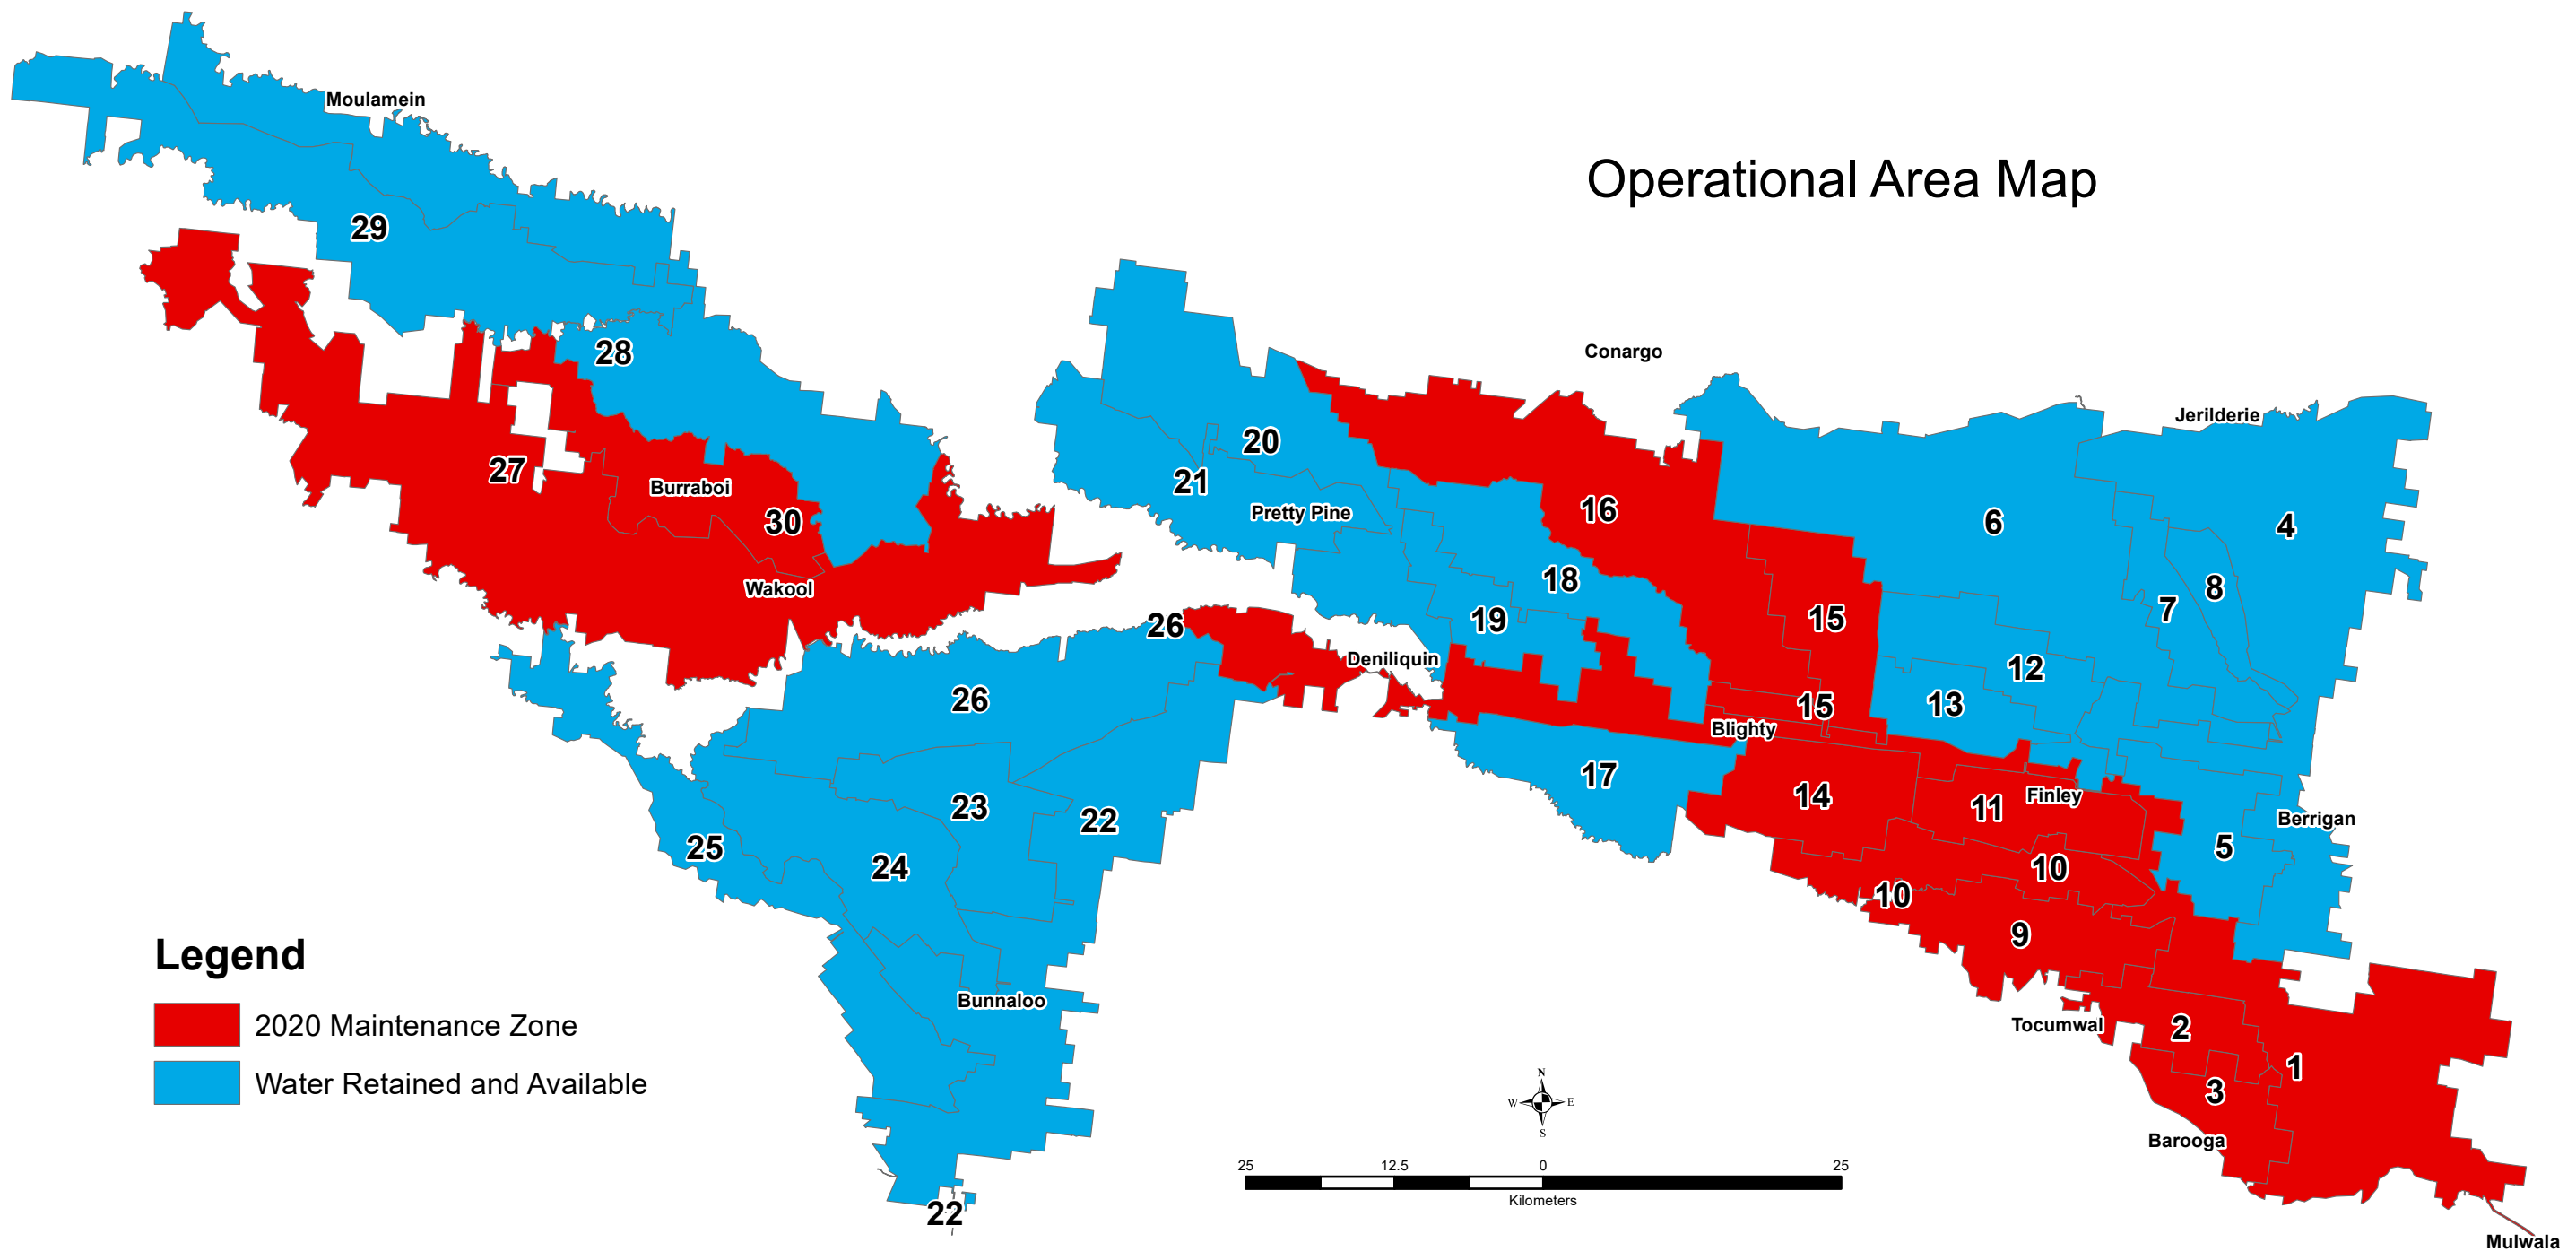 Moulamein
Operational Area Map
29
Conargo
28
Jerilderie
20
27
21
Burraboi
16
Pretty Pine
30
6
4
18
Wakool
8
7
15
19
26
Deniliquin
12
26
13
15
Blighty
17
14
Finley
11
23
22
Berrigan
25
5
24
10
10
9
Legend
Bunnaloo
2020 Maintenance Zone
Tocumwal
2
1
Water Retained and Available
3
N
W
E
S
Barooga
25
12.5
0
25
Kilometers
22
Mulwala